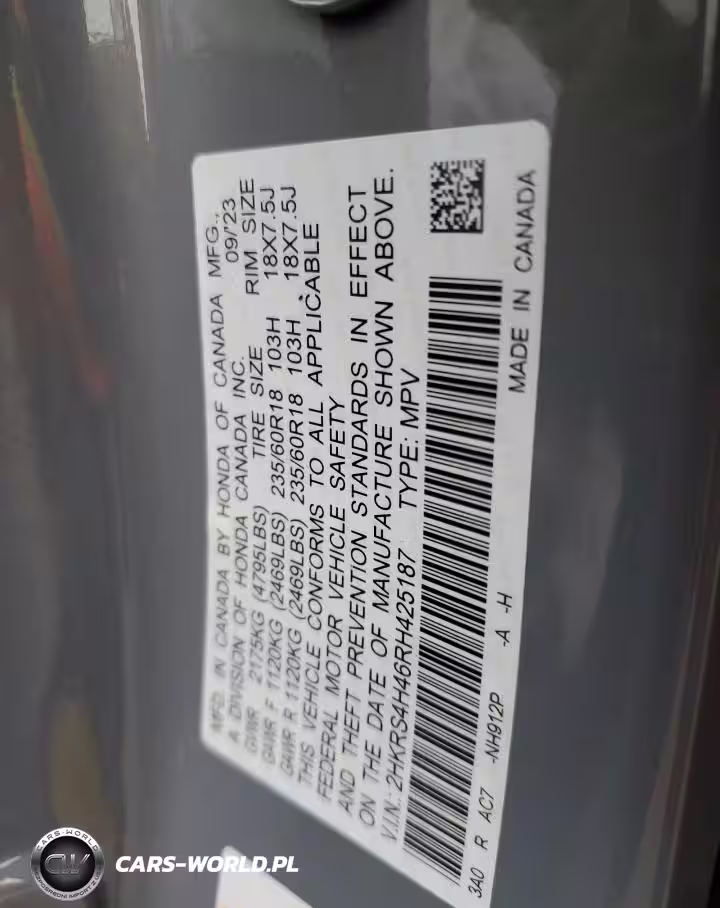 MFD. IN CANADA BY HONDA OF CANADA MFG.,
A DIVISION OF HONDA CANADA INC. 09/'23
GVWR 2175KG (4795LBS) TIRE SIZE RIM SIZE
GAWR F 1120KG (2469LBS) 235/60R18 103H 18X7.5J
GAWR R 1120KG (2469LBS) 235/60R18 103H 18X7.5J
THIS VEHICLE CONFORMS TO ALL APPLICABLE
FEDERAL MOTOR VEHICLE SAFETY
AND THEFT PREVENTION STANDARDS IN EFFECT
ON THE DATE OF MANUFACTURE SHOWN ABOVE.
V.I.N.: 2HKRS4H46RH425187 TYPE: MPV
3A0 R AC7 -NH912P -A -H
MADE IN CANADA
CARS-WORLD
CW
CARS-WORLD.PL